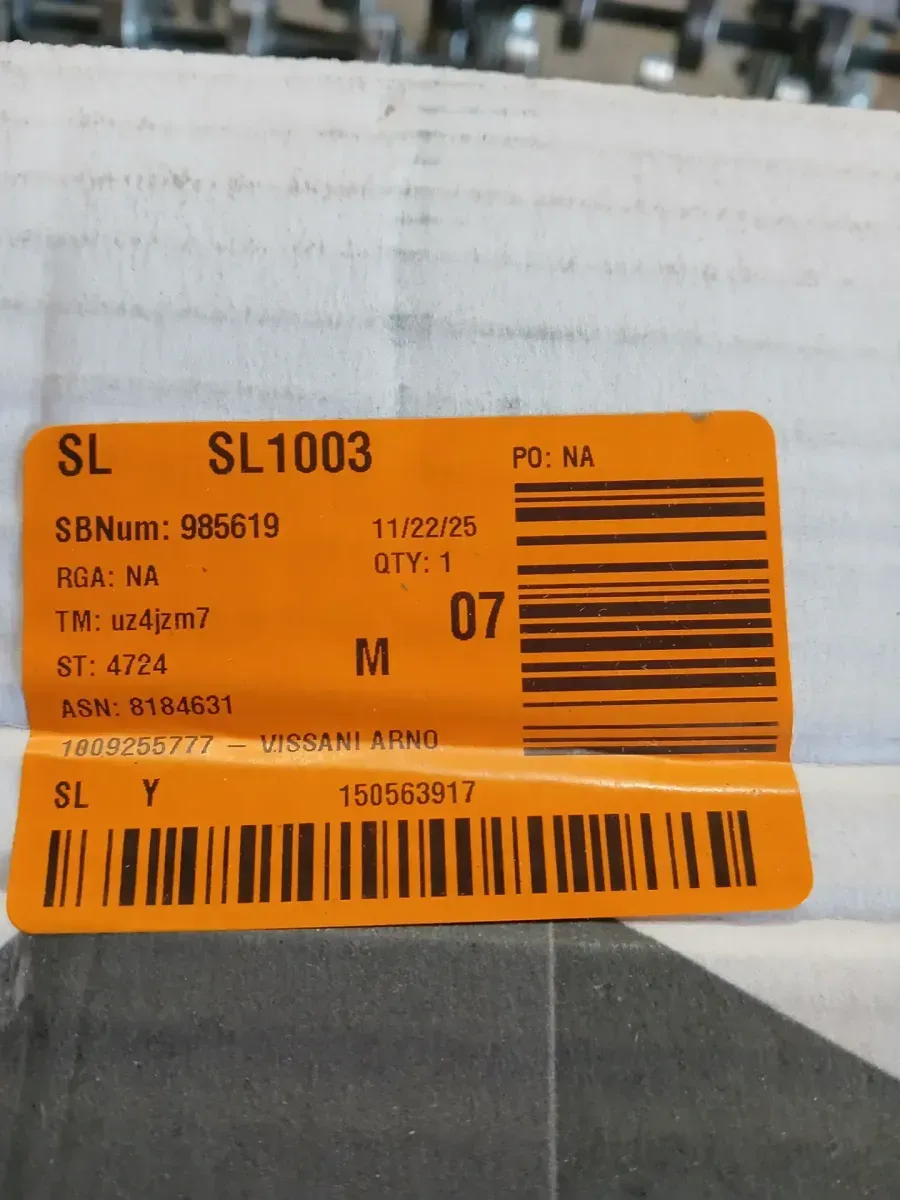 SL SL1003 PO: NA
SBNum: 985619 11/22/25
RGA: NA QTY: 1
TM: uz4jzm7 07
ST: 4724 M
ASN: 8184631
1009255777 – VISSANI ARNO
SL Y 150563917